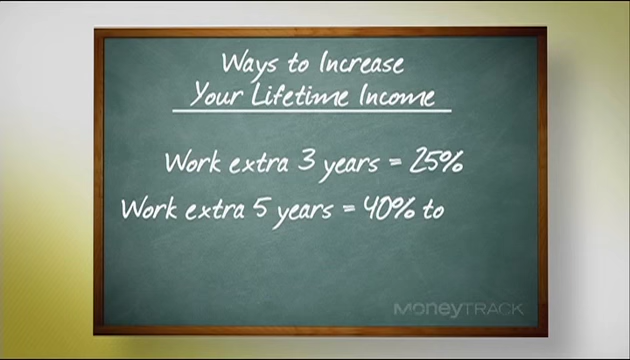 Ways to Increase
Your Lifetime Income
Work extra 3 years = 25%
Work extra 5 years = 40% to
MoneyTRACK